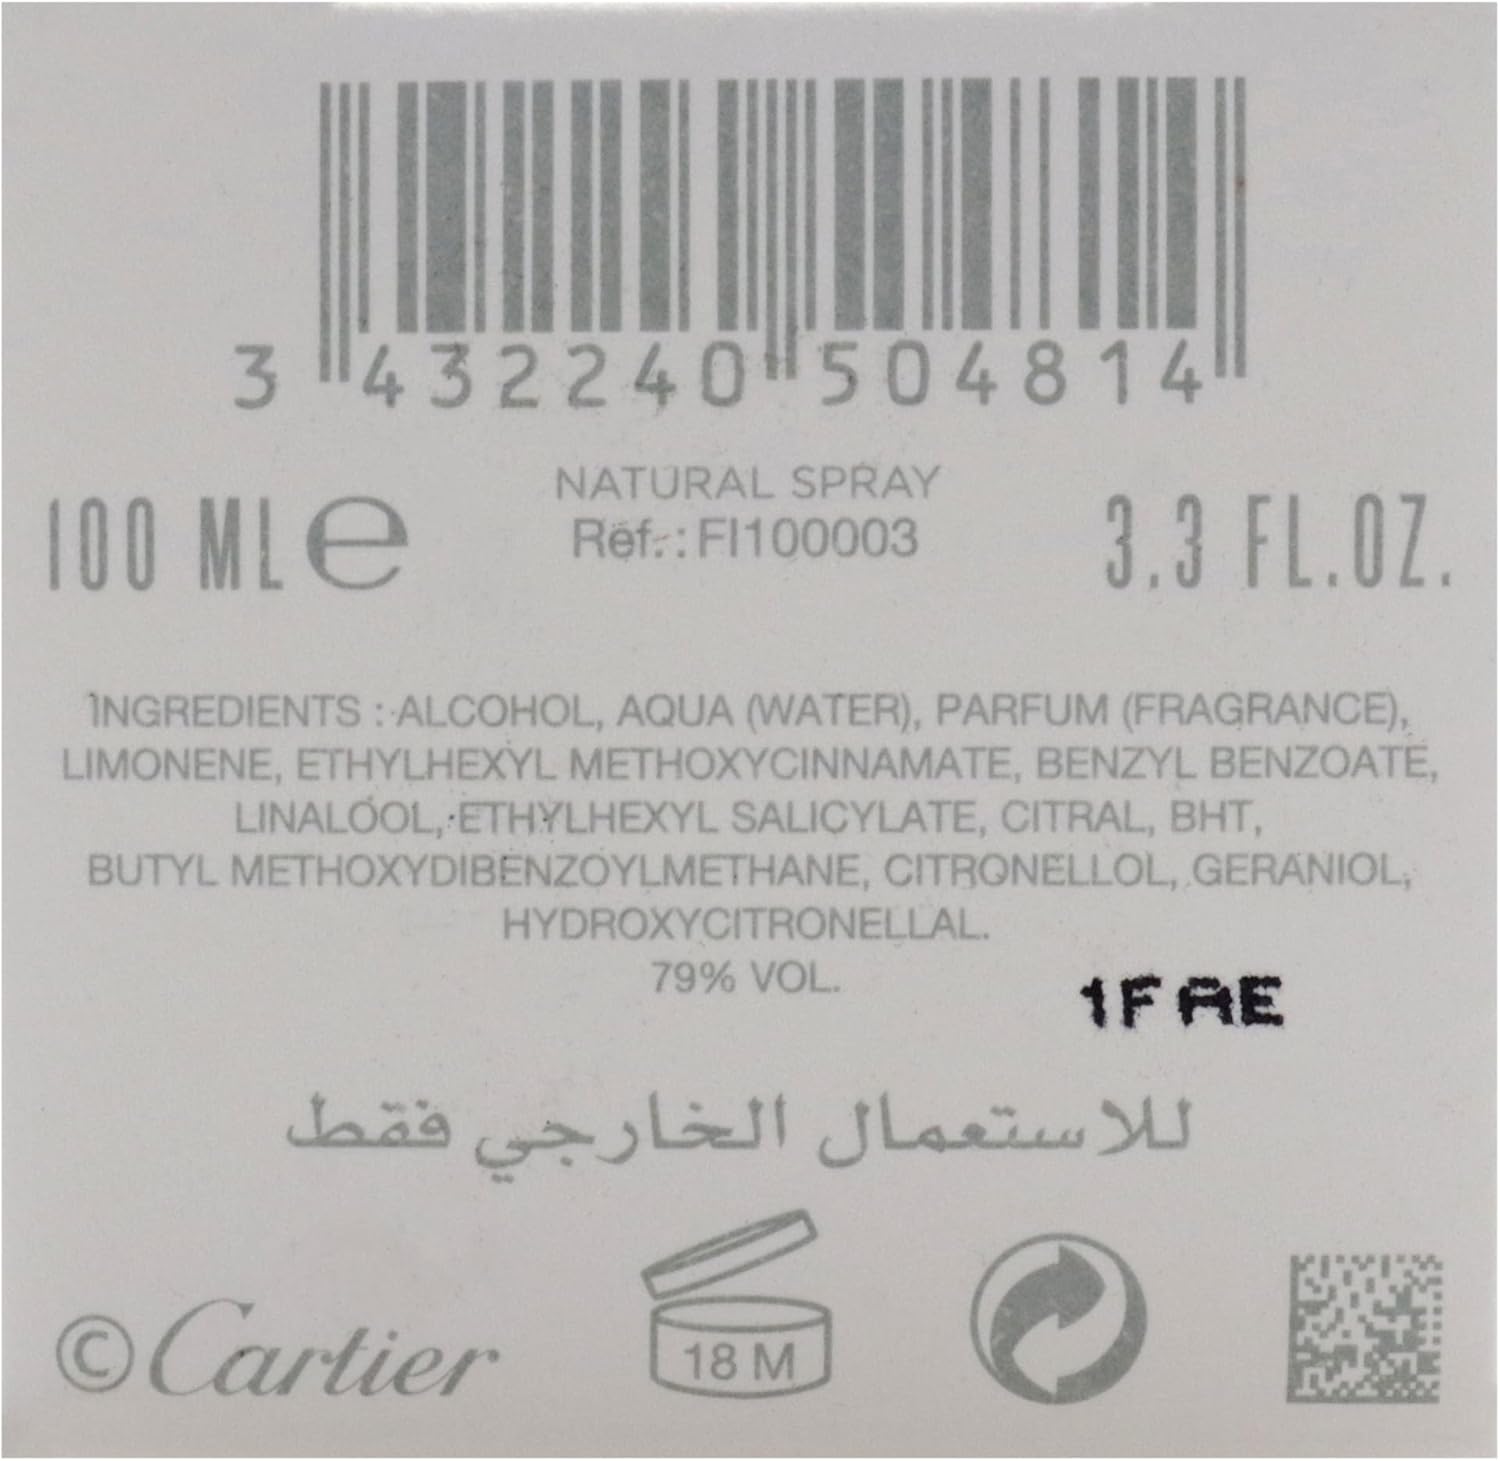 3 432240 504814
NATURAL SPRAY
100 ML e Réf. : FI100003 3.3 FL.OZ.
INGREDIENTS : ALCOHOL, AQUA (WATER), PARFUM (FRAGRANCE),
LIMONENE, ETHYLHEXYL METHOXYCINNAMATE, BENZYL BENZOATE,
LINALOOL, ETHYLHEXYL SALICYLATE, CITRAL, BHT,
BUTYL METHOXYDIBENZOYLMETHANE, CITRONELLOL, GERANIOL,
HYDROXYCITRONELLAL.
79% VOL.
1FAE
للاستعمال الخارجي فقط
© Cartier
18 M